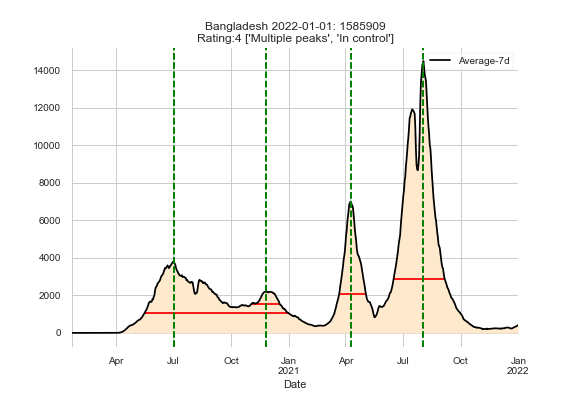 Bangladesh 2022-01-01: 1585909
Rating:4 ['Multiple peaks', 'In control']
Average-7d
14000
12000
10000
8000
6000
4000
2000
0
Apr Jul Oct Jan Apr Jul Oct Jan
2021 2022
Date